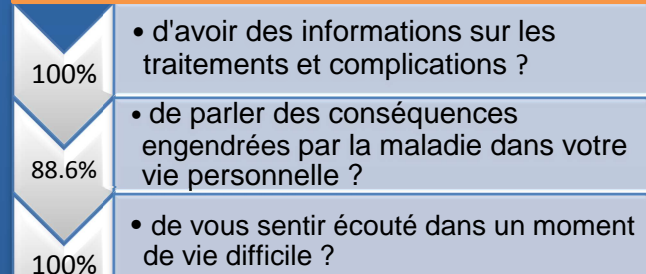 100%
• d'avoir des informations sur les
traitements et complications ?
88.6%
• de parler des conséquences
engendrées par la maladie dans votre
vie personnelle ?
100%
• de vous sentir écouté dans un moment
de vie difficile ?